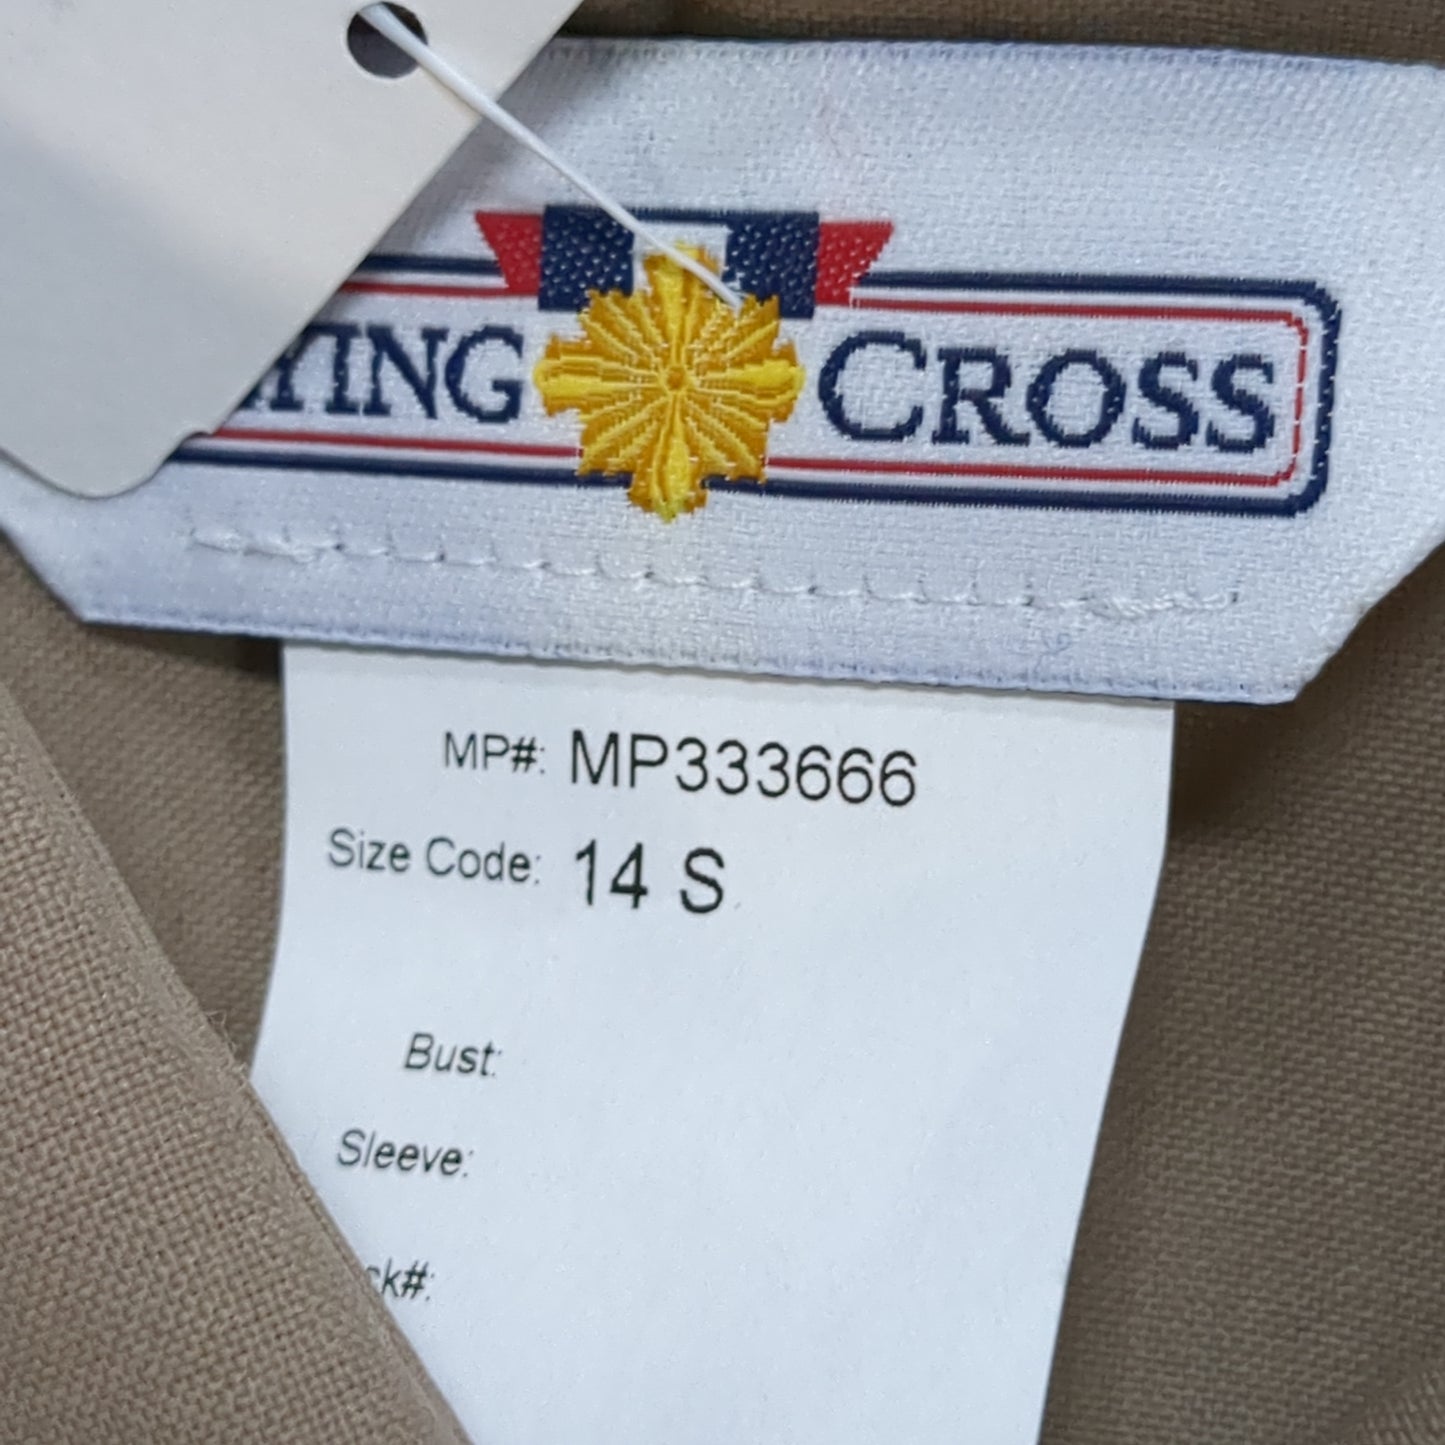 YING CROSS
MP#: MP333666
Size Code: 14 S
Bust:
Sleeve:
ck#: